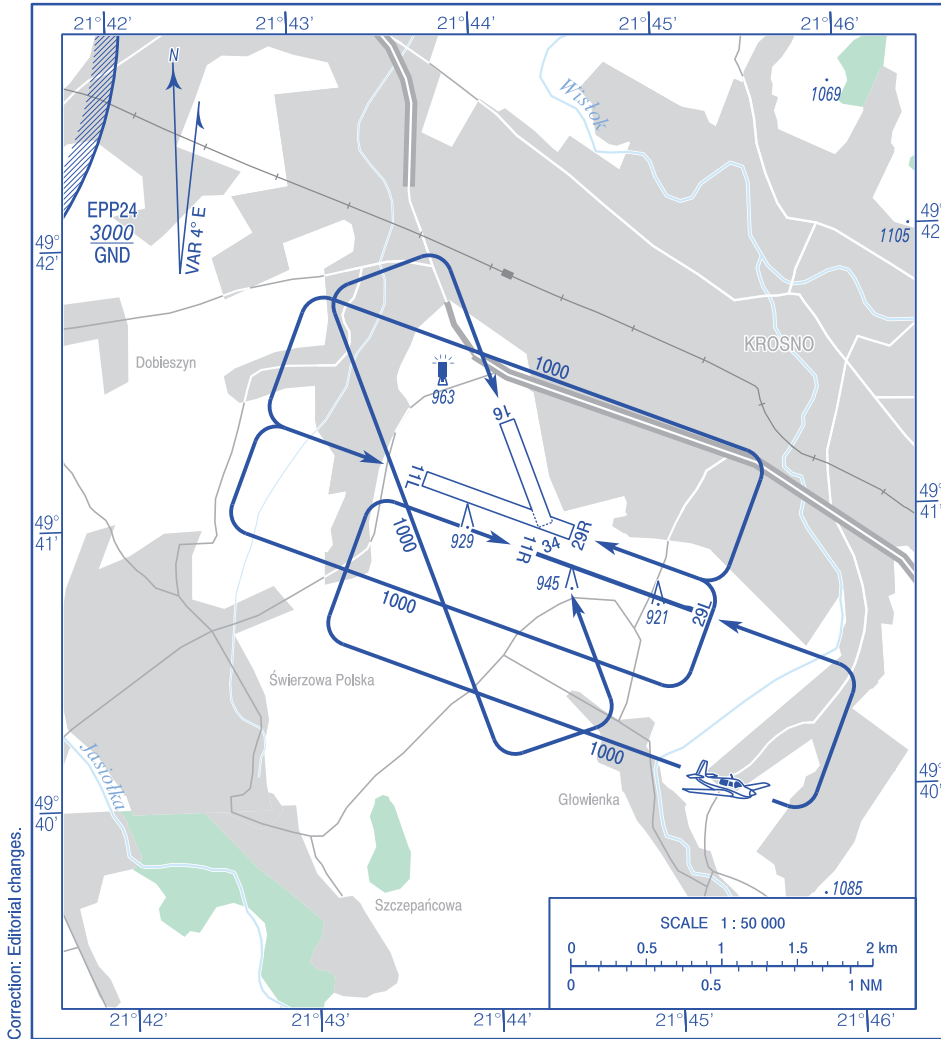 21°42' 21°43' 21°44' 21°45' 21°46'
N
VAR 4° E
EPP24
3000
GND
49°
42'
49°
42'
Wisłok
1069
1105
KROSNO
Dobieszyn
963
1000
16
11L
929
11R
34
29R
945
921
29L
1000
1000
1000
49°
41'
49°
41'
Świerzowa Polska
Jasiołka
Głowienka
49°
40'
49°
40'
Szczepańcowa
1085
SCALE 1 : 50 000
0 0.5 1 1.5 2 km
0 0.5 1 NM
21°42' 21°43' 21°44' 21°45' 21°46'
Correction: Editorial changes.